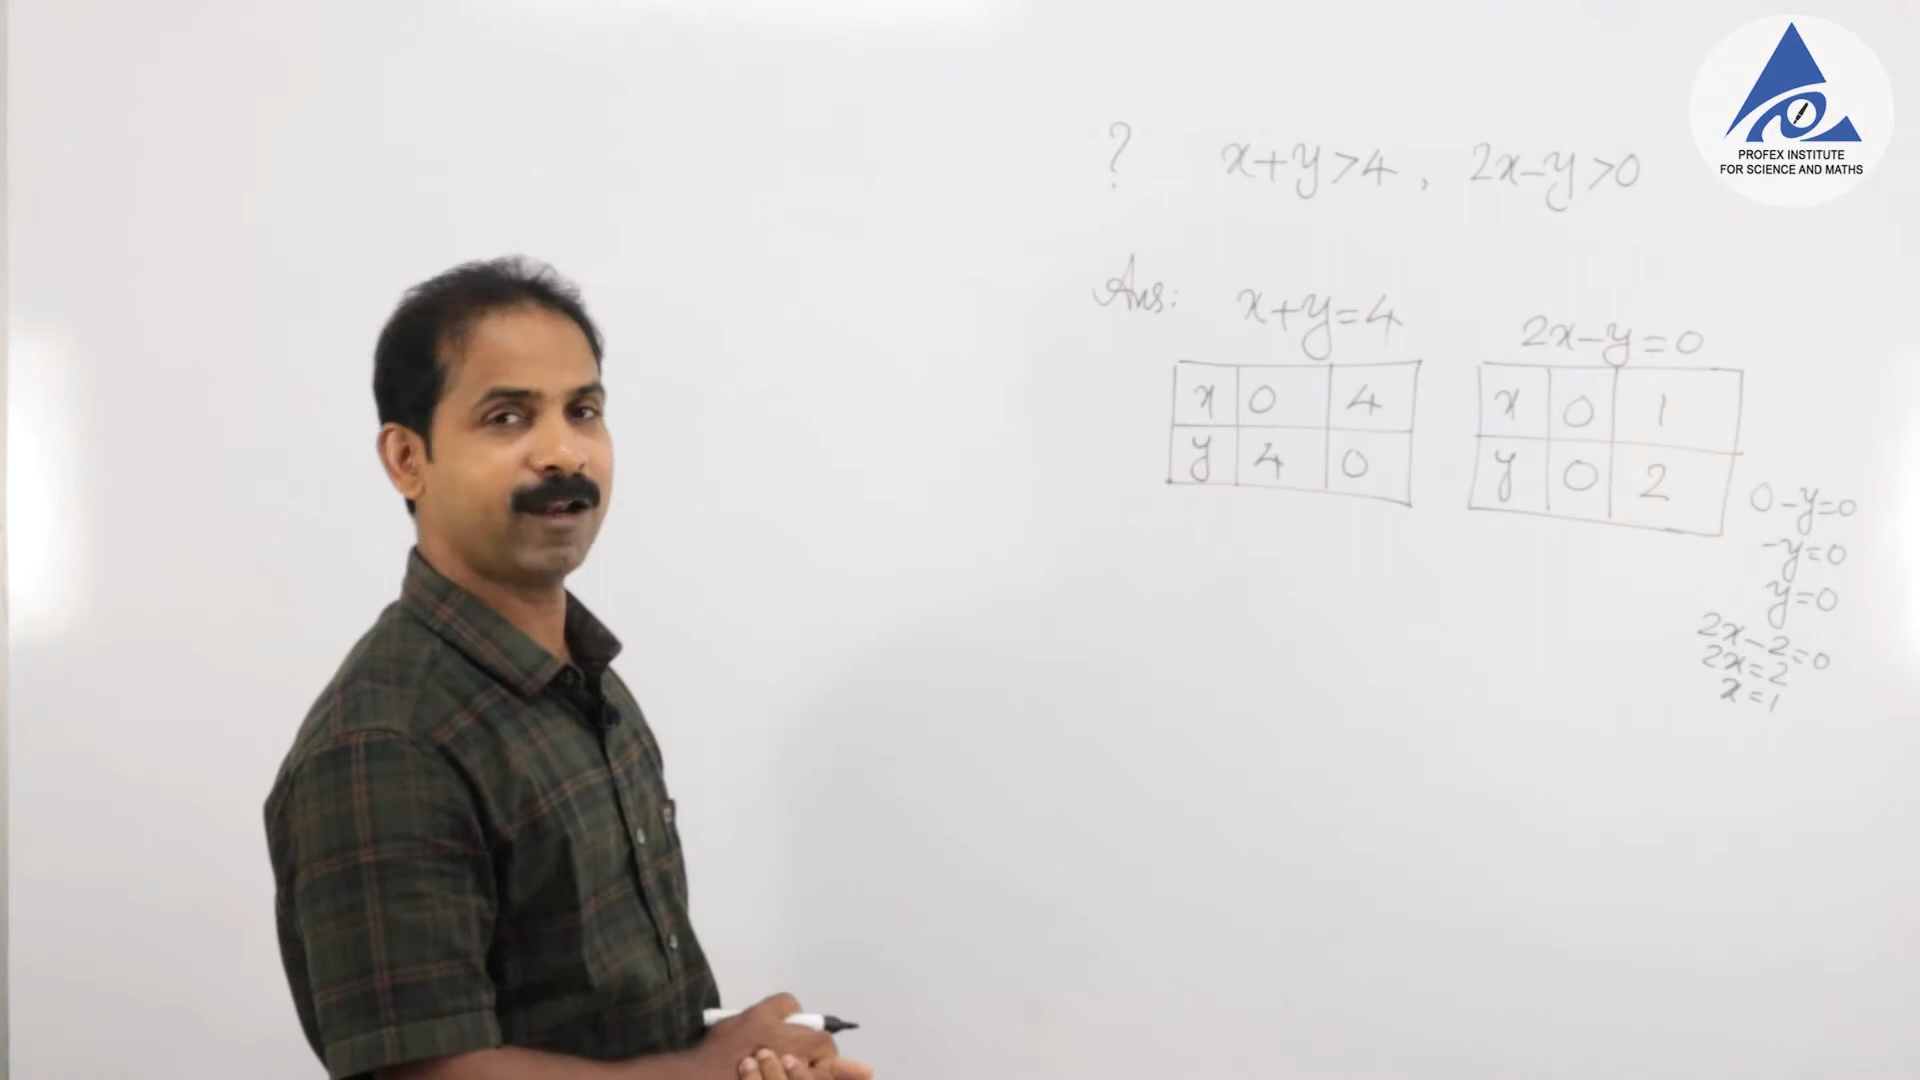 PROFEX INSTITUTE
FOR SCIENCE AND MATHS
? x+y>4, 2x-y>0
Ans: x+y=4
2x-y=0
x 0 4
y 4 0
x 0 1
y 0 2
0-y=0
-y=0
y=0
2x-2=0
2x=2
x=1